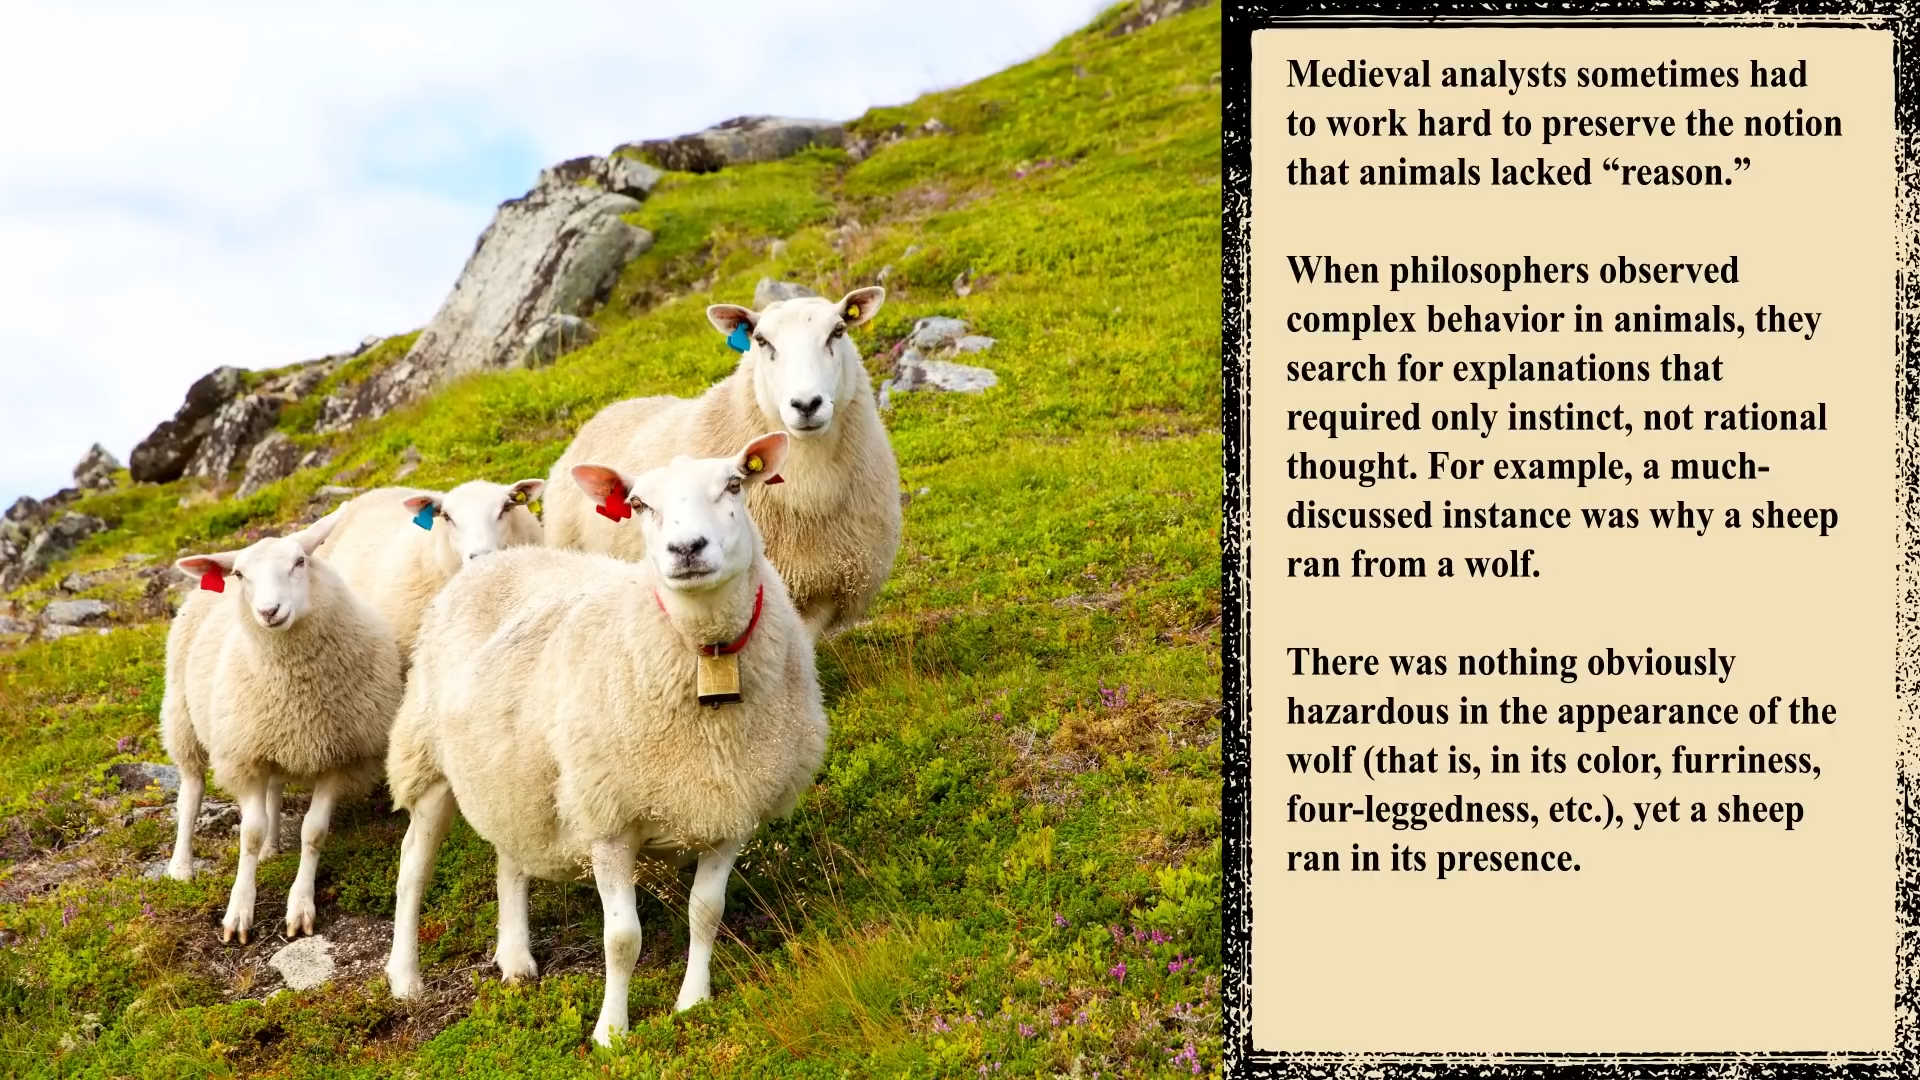 Medieval analysts sometimes had
to work hard to preserve the notion
that animals lacked “reason.”
When philosophers observed
complex behavior in animals, they
search for explanations that
required only instinct, not rational
thought. For example, a much-
discussed instance was why a sheep
ran from a wolf.
There was nothing obviously
hazardous in the appearance of the
wolf (that is, in its color, furriness,
four-leggedness, etc.), yet a sheep
ran in its presence.